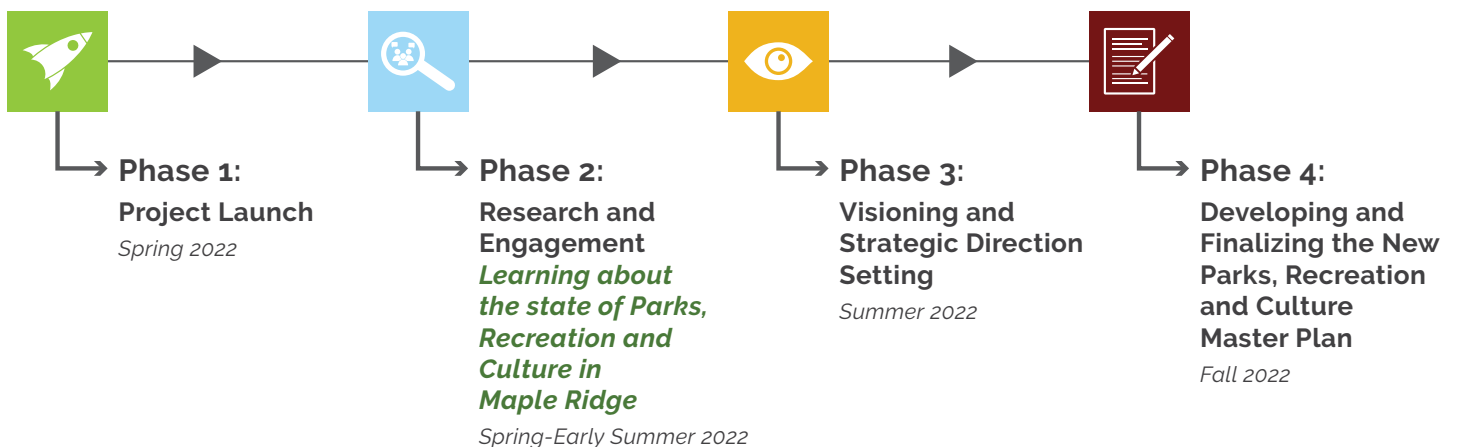 Phase 1:
Project Launch
Spring 2022
Phase 2:
Research and
Engagement
Learning about
the state of Parks,
Recreation and
Culture in
Maple Ridge
Spring-Early Summer 2022
Phase 3:
Visioning and
Strategic Direction
Setting
Summer 2022
Phase 4:
Developing and
Finalizing the New
Parks, Recreation
and Culture
Master Plan
Fall 2022